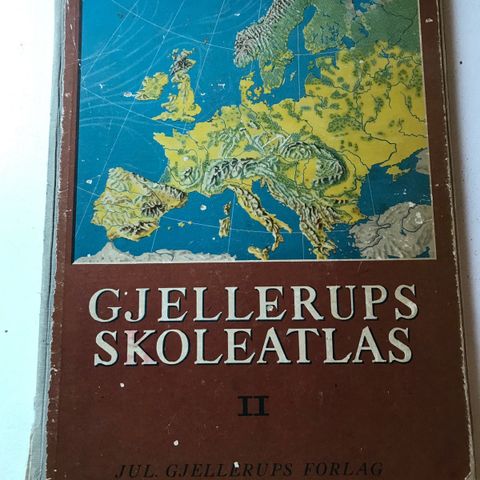 GJELLERUPS
SKOLEATLAS
II
JUL. GJELLERUPS FORLAG